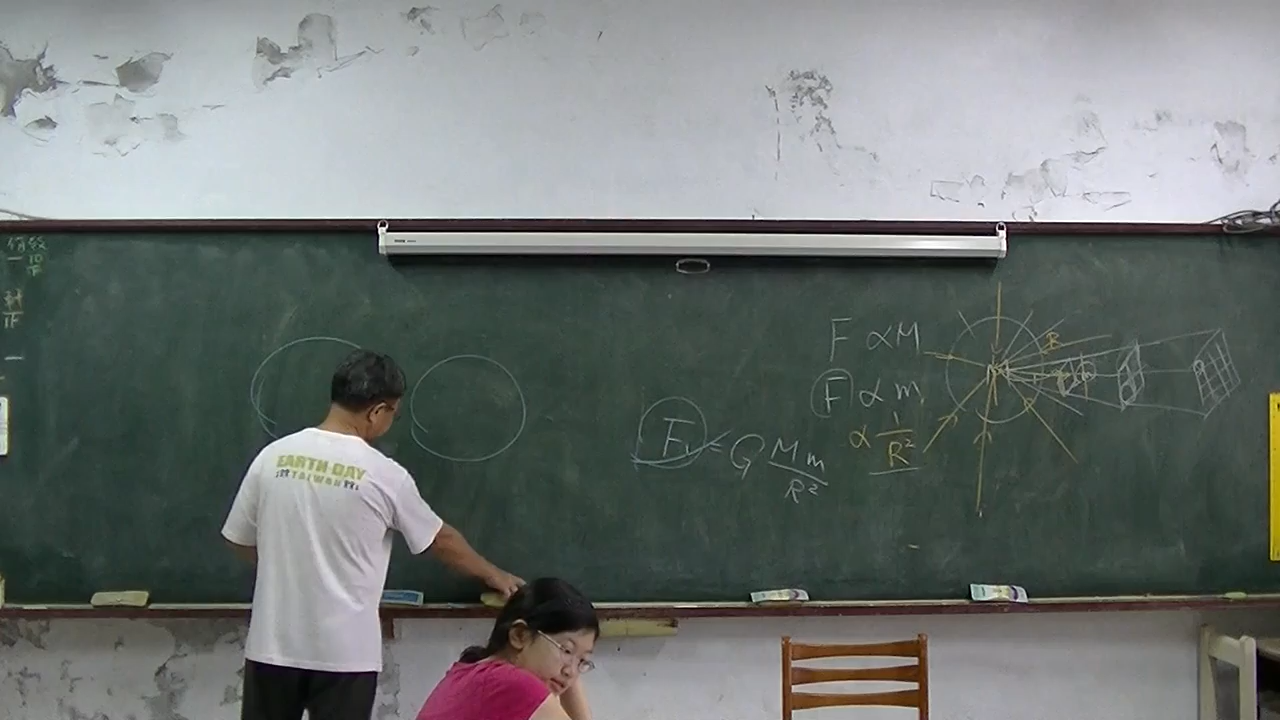 EARTH DAY
TAIWAN
F ∝ M
F ∝ m
∝ 1/R²
F = G Mm/R²
R